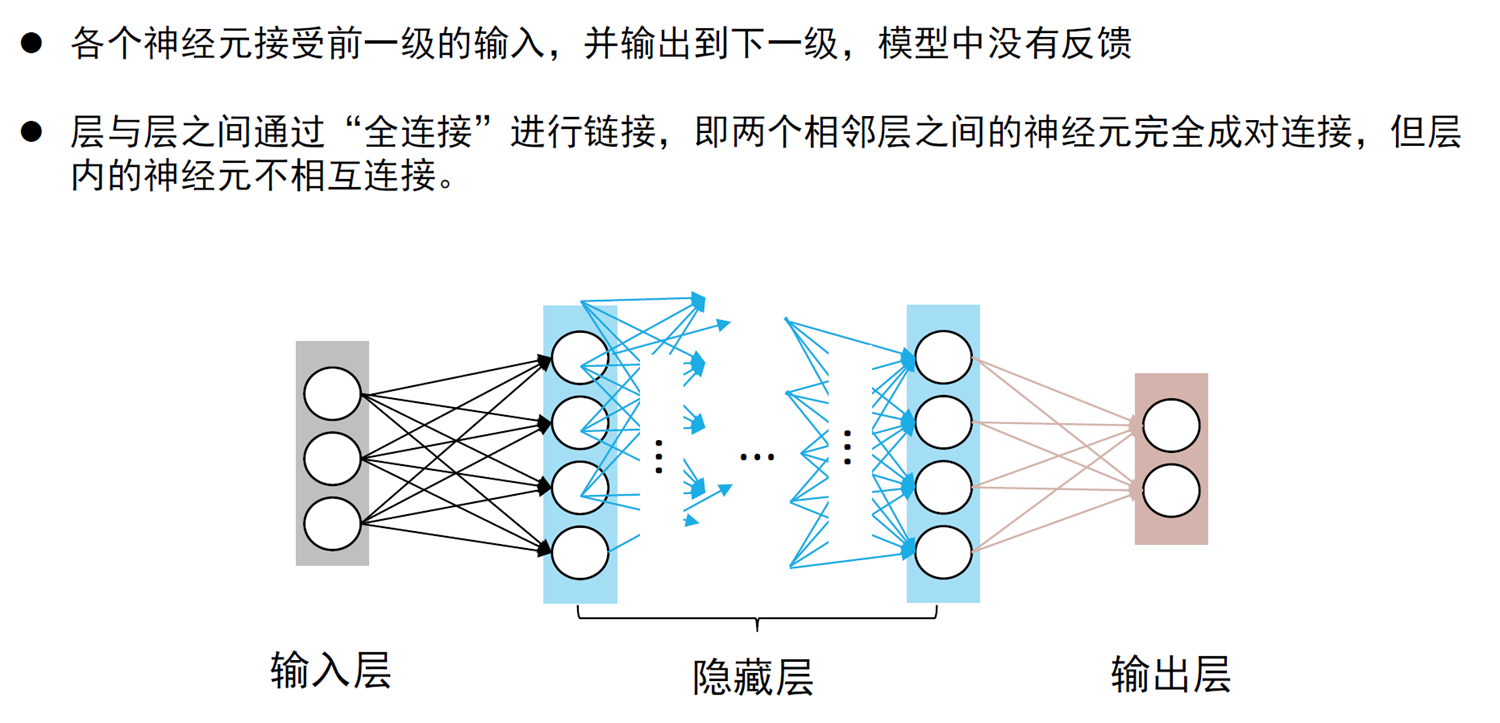 ● 各个神经元接受前一级的输入，并输出到下一级，模型中没有反馈
● 层与层之间通过“全连接”进行链接，即两个相邻层之间的神经元完全成对连接，但层
内的神经元不相互连接。
⋮ … ⋮
输入层 隐藏层 输出层